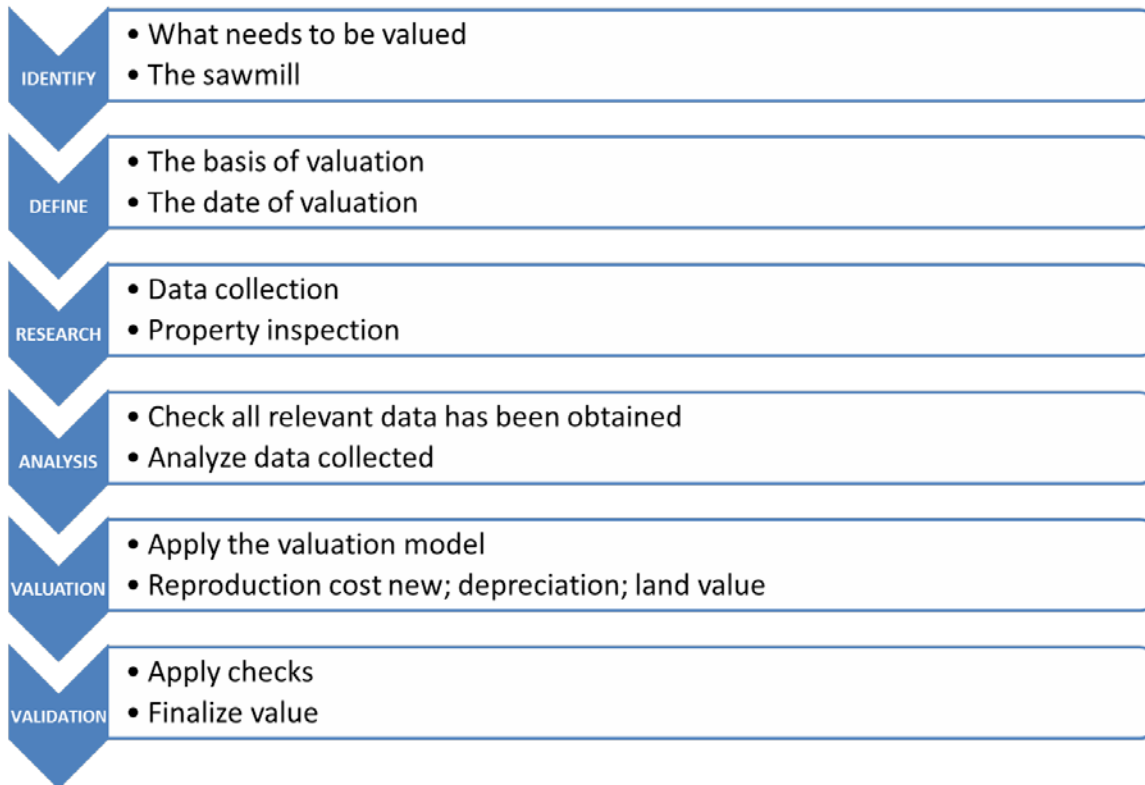 IDENTIFY
• What needs to be valued
• The sawmill
DEFINE
• The basis of valuation
• The date of valuation
RESEARCH
• Data collection
• Property inspection
ANALYSIS
• Check all relevant data has been obtained
• Analyze data collected
VALUATION
• Apply the valuation model
• Reproduction cost new; depreciation; land value
VALIDATION
• Apply checks
• Finalize value